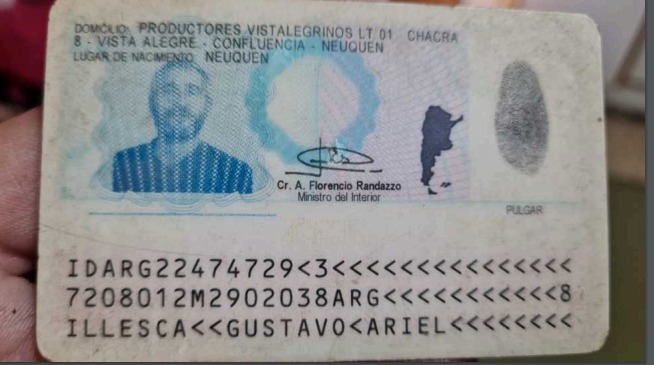 DOMICILIO: PRODUCTORES VISTALEGRINOS LT 01 CHACRA
8 - VISTA ALEGRE - CONFLUENCIA - NEUQUEN
LUGAR DE NACIMIENTO: NEUQUEN
Cr. A. Florencio Randazzo
Ministro del Interior
PULGAR
IDARG22474729<3<<<<<<<<<<<<<<<
7208012M2902038ARG<<<<<<<<<<<8
ILLESCA<<GUSTAVO<ARIEL<<<<<<<<